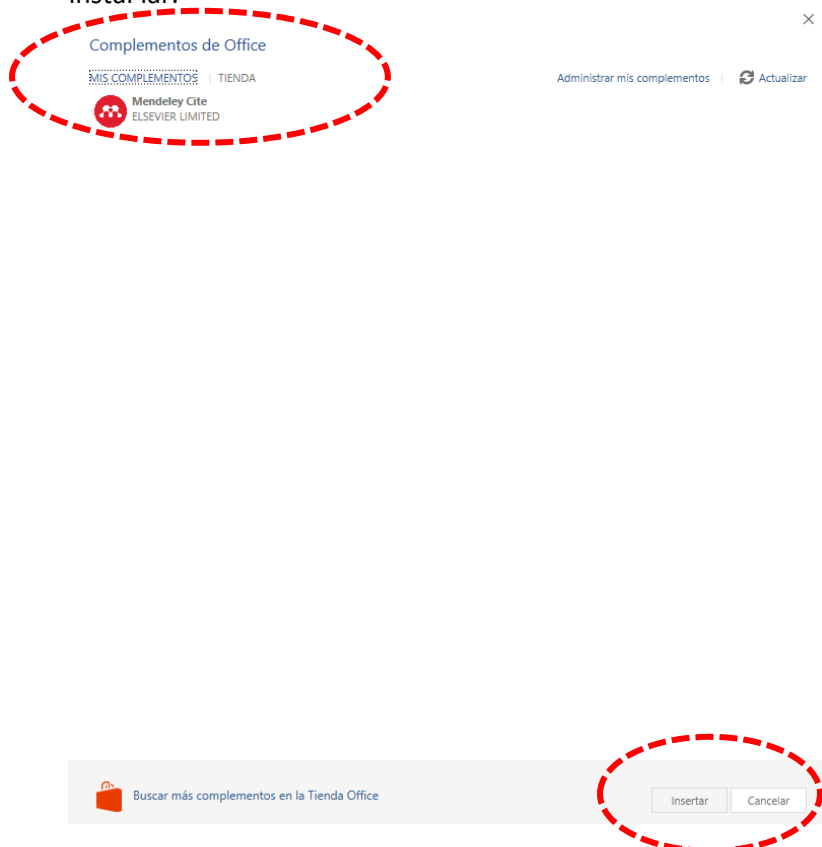 Complementos de Office
MIS COMPLEMENTOS | TIENDA
Administrar mis complementos | Actualizar
Mendeley Cite
ELSEVIER LIMITED
Buscar más complementos en la Tienda Office
Insertar Cancelar